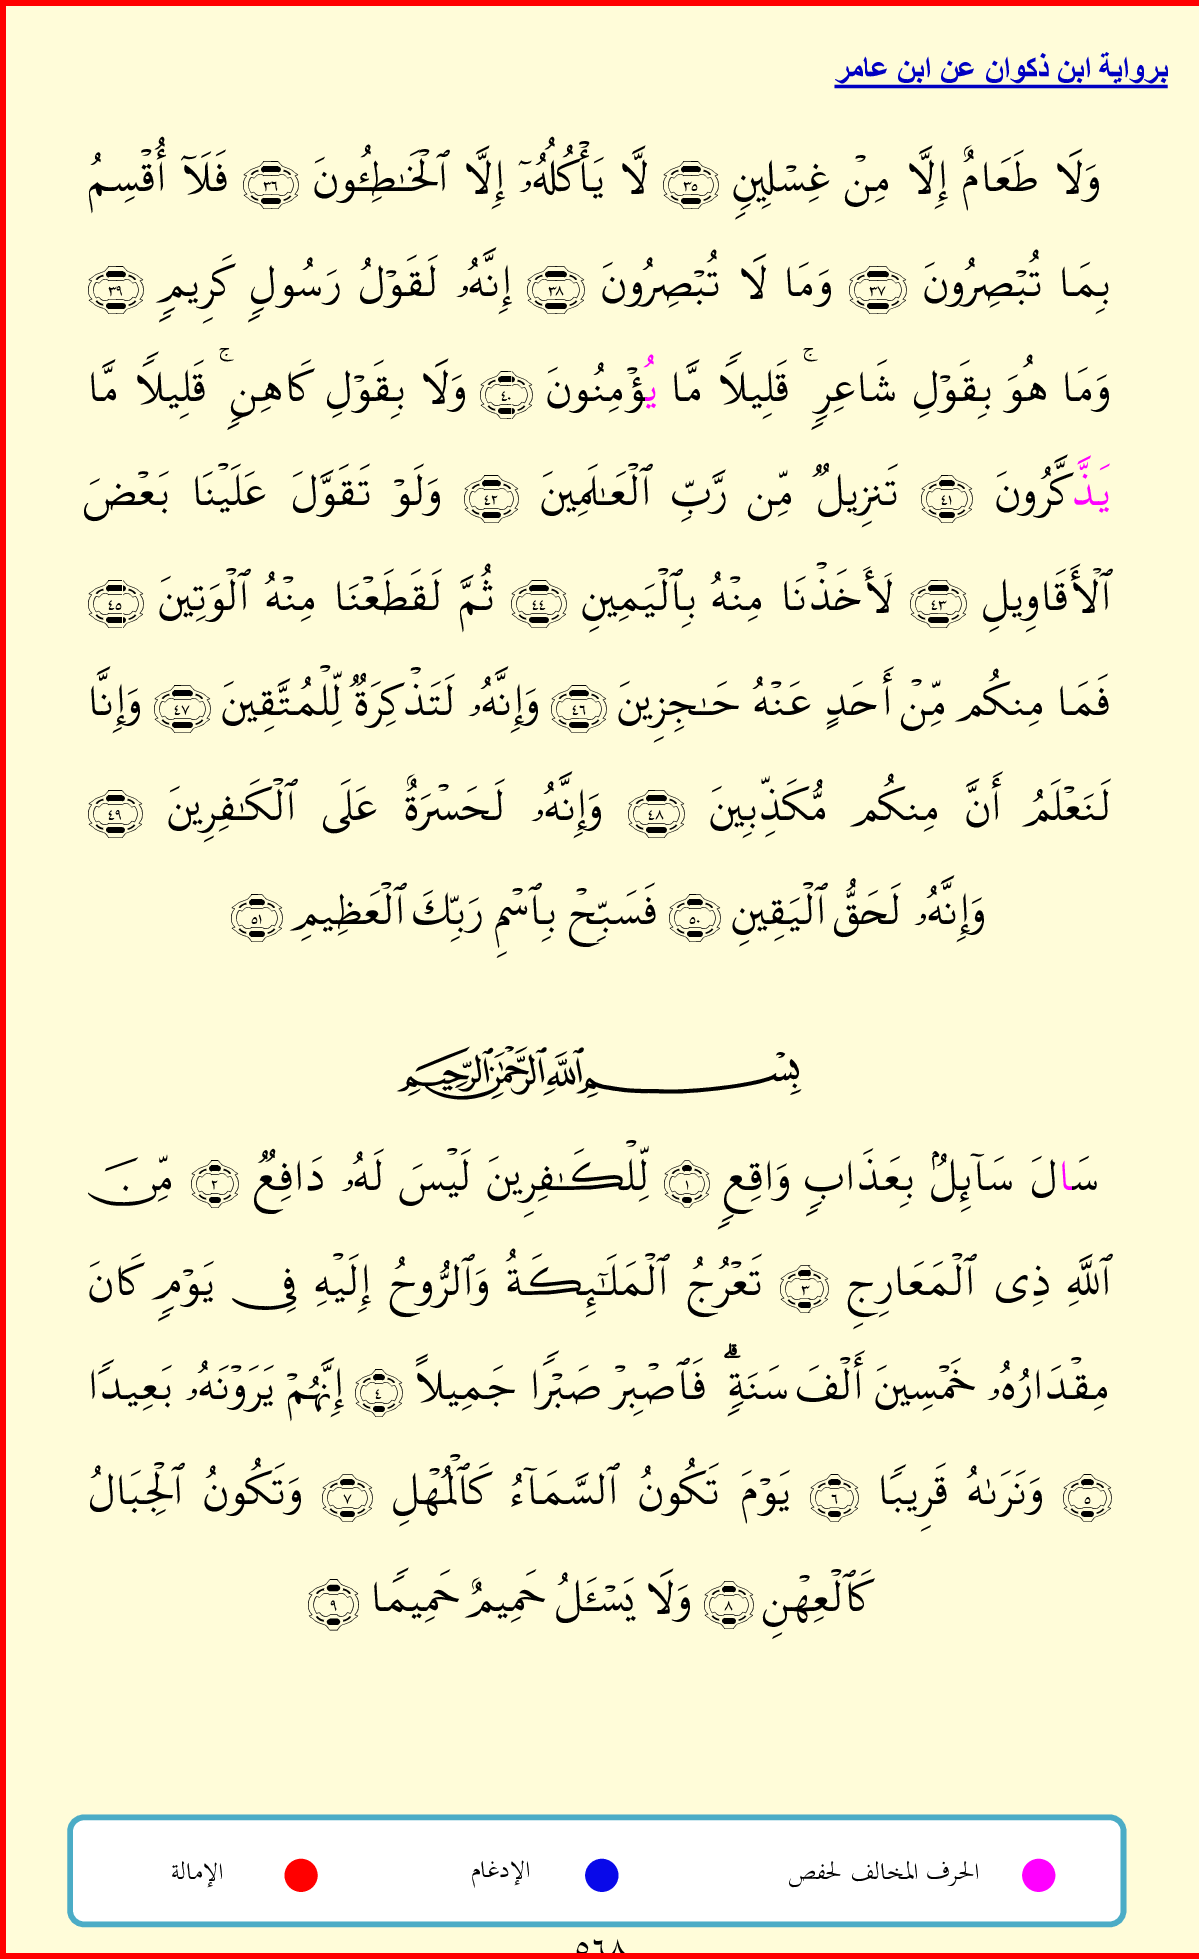 برواية ابن ذكوان عن ابن عامر
وَلَا طَعَامٌ إِلَّا مِنْ غِسْلِينٍ ٣٥ لَّا يَأْكُلُهُۥٓ إِلَّا ٱلْخَـٰطِـُٔونَ ٣٦ فَلَآ أُقْسِمُ
بِمَا تُبْصِرُونَ ٣٧ وَمَا لَا تُبْصِرُونَ ٣٨ إِنَّهُۥ لَقَوْلُ رَسُولٍ كَرِيمٍ ٣٩
وَمَا هُوَ بِقَوْلِ شَاعِرٍ ۚ قَلِيلًا مَّا يُؤْمِنُونَ ٤٠ وَلَا بِقَوْلِ كَاهِنٍ ۚ قَلِيلًا مَّا
يَذَّكَّرُونَ ٤١ تَنزِيلٌ مِّن رَّبِّ ٱلْعَـٰلَمِينَ ٤٢ وَلَوْ تَقَوَّلَ عَلَيْنَا بَعْضَ
ٱلْأَقَاوِيلِ ٤٣ لَأَخَذْنَا مِنْهُ بِٱلْيَمِينِ ٤٤ ثُمَّ لَقَطَعْنَا مِنْهُ ٱلْوَتِينَ ٤٥
فَمَا مِنكُم مِّنْ أَحَدٍ عَنْهُ حَـٰجِزِينَ ٤٦ وَإِنَّهُۥ لَتَذْكِرَةٌ لِّلْمُتَّقِينَ ٤٧ وَإِنَّا
لَنَعْلَمُ أَنَّ مِنكُم مُّكَذِّبِينَ ٤٨ وَإِنَّهُۥ لَحَسْرَةٌ عَلَى ٱلْكَـٰفِرِينَ ٤٩
وَإِنَّهُۥ لَحَقُّ ٱلْيَقِينِ ٥٠ فَسَبِّحْ بِٱسْمِ رَبِّكَ ٱلْعَظِيمِ ٥١
بِسْمِ ٱللَّهِ ٱلرَّحْمَـٰنِ ٱلرَّحِيمِ
سَالَ سَآئِلٌۢ بِعَذَابٍ وَاقِعٍ ١ لِّلْكَـٰفِرِينَ لَيْسَ لَهُۥ دَافِعٌ ٢ مِّنَ
ٱللَّهِ ذِى ٱلْمَعَارِجِ ٣ تَعْرُجُ ٱلْمَلَـٰٓئِكَةُ وَٱلرُّوحُ إِلَيْهِ فِى يَوْمٍ كَانَ
مِقْدَارُهُۥ خَمْسِينَ أَلْفَ سَنَةٍ ۗ فَٱصْبِرْ صَبْرًا جَمِيلًا ٤ إِنَّهُمْ يَرَوْنَهُۥ بَعِيدًا
٥ وَنَرَىٰهُ قَرِيبًا ٦ يَوْمَ تَكُونُ ٱلسَّمَآءُ كَٱلْمُهْلِ ٧ وَتَكُونُ ٱلْجِبَالُ
كَٱلْعِهْنِ ٨ وَلَا يَسْـَٔلُ حَمِيمٌ حَمِيمًا ٩
الحرف المخالف لحفص الإدغام الإمالة
٥٦٨